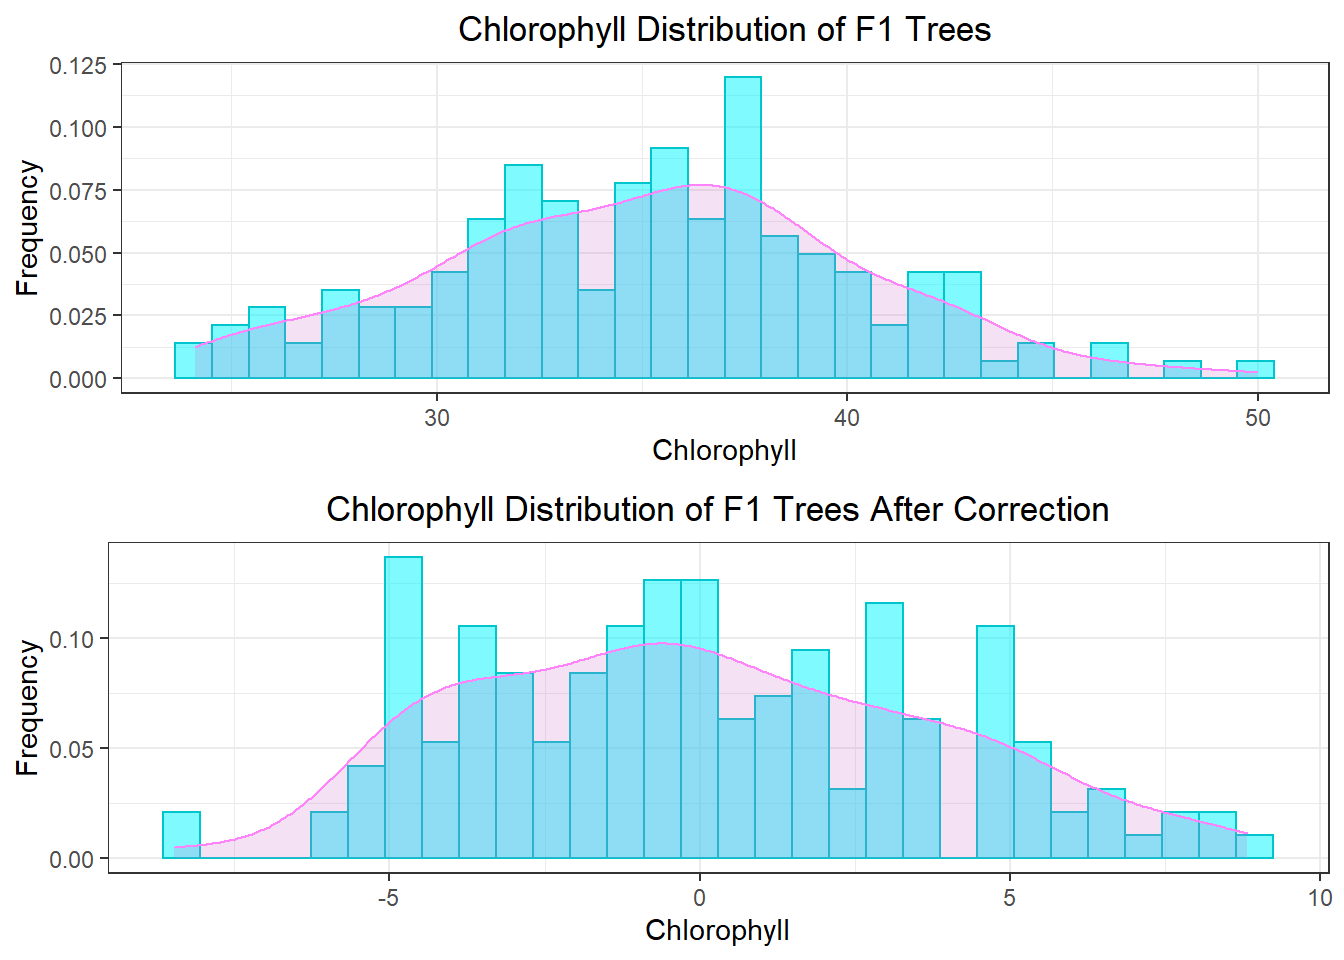 Chlorophyll Distribution of F1 Trees
0.125
0.100
0.075
0.050
0.025
0.000
Frequency
30 40 50
Chlorophyll
Chlorophyll Distribution of F1 Trees After Correction
0.10
0.05
0.00
Frequency
-5 0 5 10
Chlorophyll